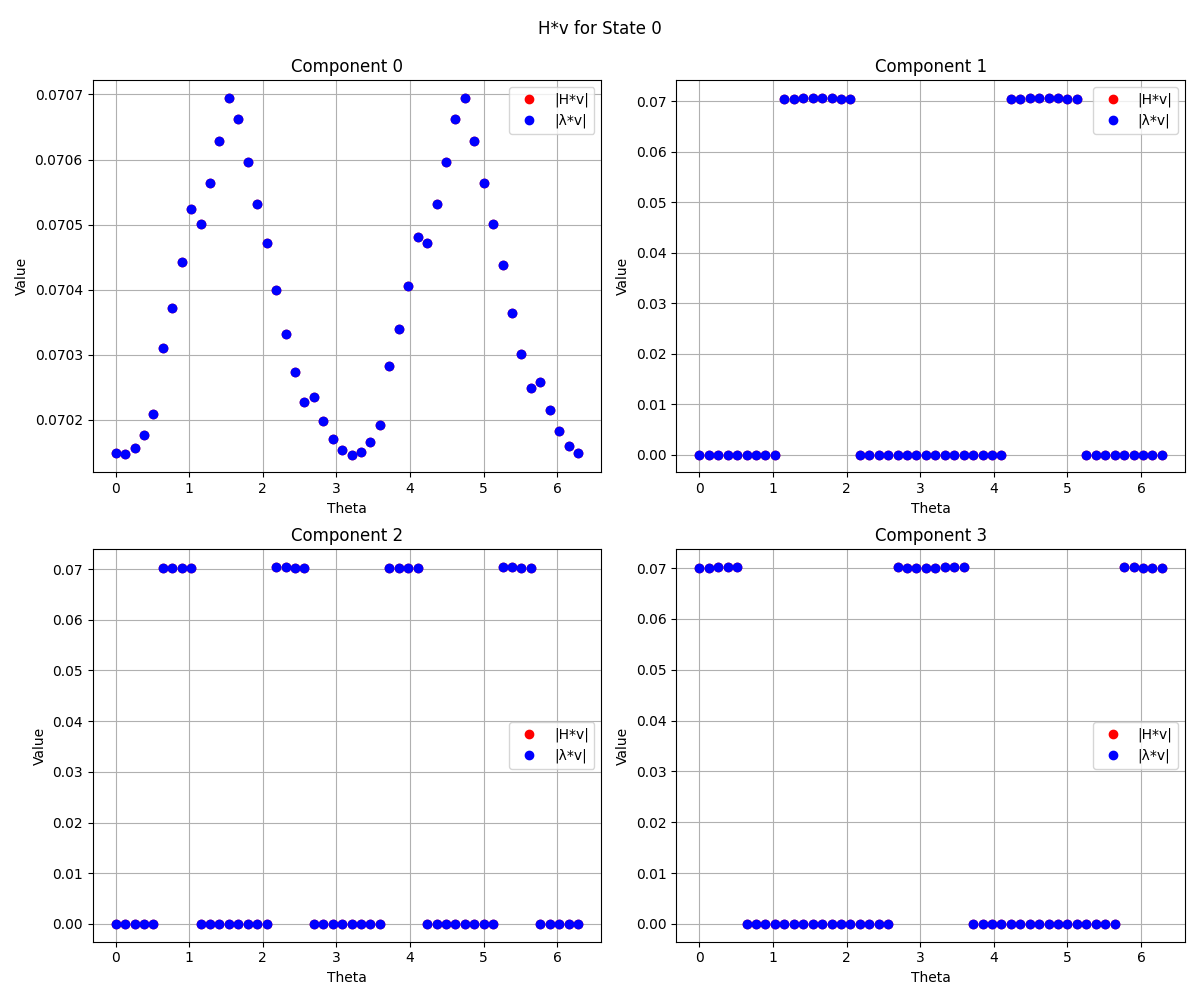 H*v for State 0
Component 0
Value
0.0707
0.0706
0.0705
0.0704
0.0703
0.0702
0 1 2 3 4 5 6
Theta
|H*v|
|λ*v|
Component 1
Value
0.07
0.06
0.05
0.04
0.03
0.02
0.01
0.00
0 1 2 3 4 5 6
Theta
|H*v|
|λ*v|
Component 2
Value
0.07
0.06
0.05
0.04
0.03
0.02
0.01
0.00
0 1 2 3 4 5 6
Theta
|H*v|
|λ*v|
Component 3
Value
0.07
0.06
0.05
0.04
0.03
0.02
0.01
0.00
0 1 2 3 4 5 6
Theta
|H*v|
|λ*v|